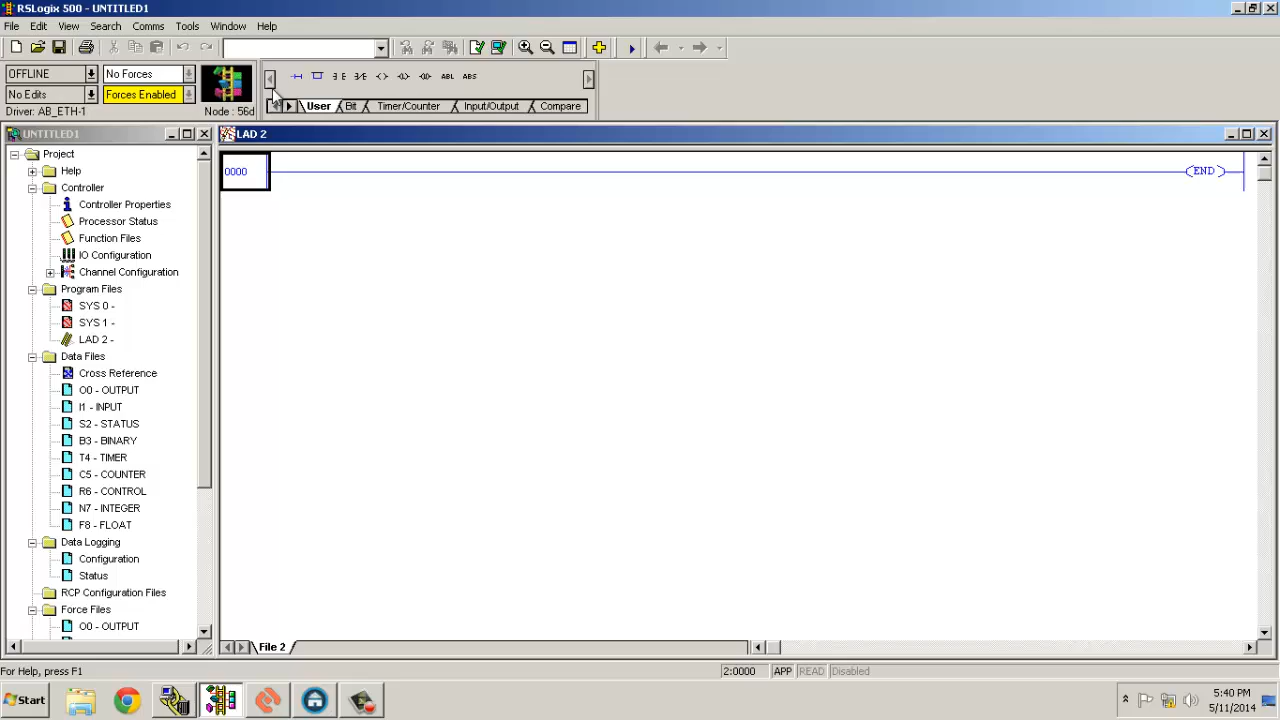 RSLogix 500 - UNTITLED1
File Edit View Search Comms Tools Window Help
OFFLINE No Forces
No Edits Forces Enabled
Driver: AB_ETH-1 Node : 56d
ABL ABS
User Bit Timer/Counter Input/Output Compare
UNTITLED1
Project
Help
Controller
Controller Properties
Processor Status
Function Files
IO Configuration
Channel Configuration
Program Files
SYS 0 -
SYS 1 -
LAD 2 -
Data Files
Cross Reference
O0 - OUTPUT
I1 - INPUT
S2 - STATUS
B3 - BINARY
T4 - TIMER
C5 - COUNTER
R6 - CONTROL
N7 - INTEGER
F8 - FLOAT
Data Logging
Configuration
Status
RCP Configuration Files
Force Files
O0 - OUTPUT
LAD 2
0000
END
File 2
For Help, press F1
2:0000 APP READ Disabled
Start
5:40 PM
5/11/2014